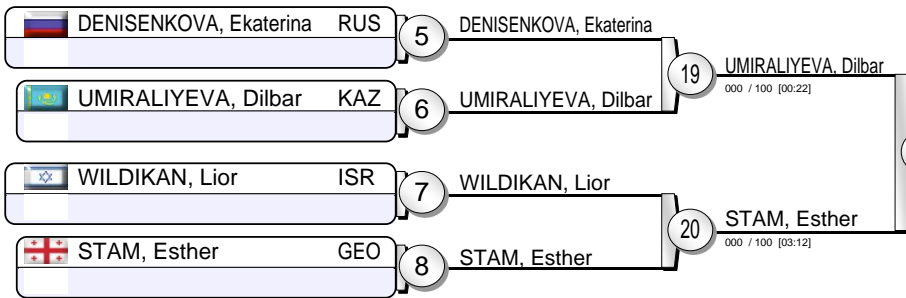 DENISENKOVA, Ekaterina RUS
5
DENISENKOVA, Ekaterina
19
UMIRALIYEVA, Dilbar
000 / 100 [00:22]
UMIRALIYEVA, Dilbar KAZ
6
UMIRALIYEVA, Dilbar
WILDIKAN, Lior ISR
7
WILDIKAN, Lior
20
STAM, Esther
000 / 100 [03:12]
STAM, Esther GEO
8
STAM, Esther